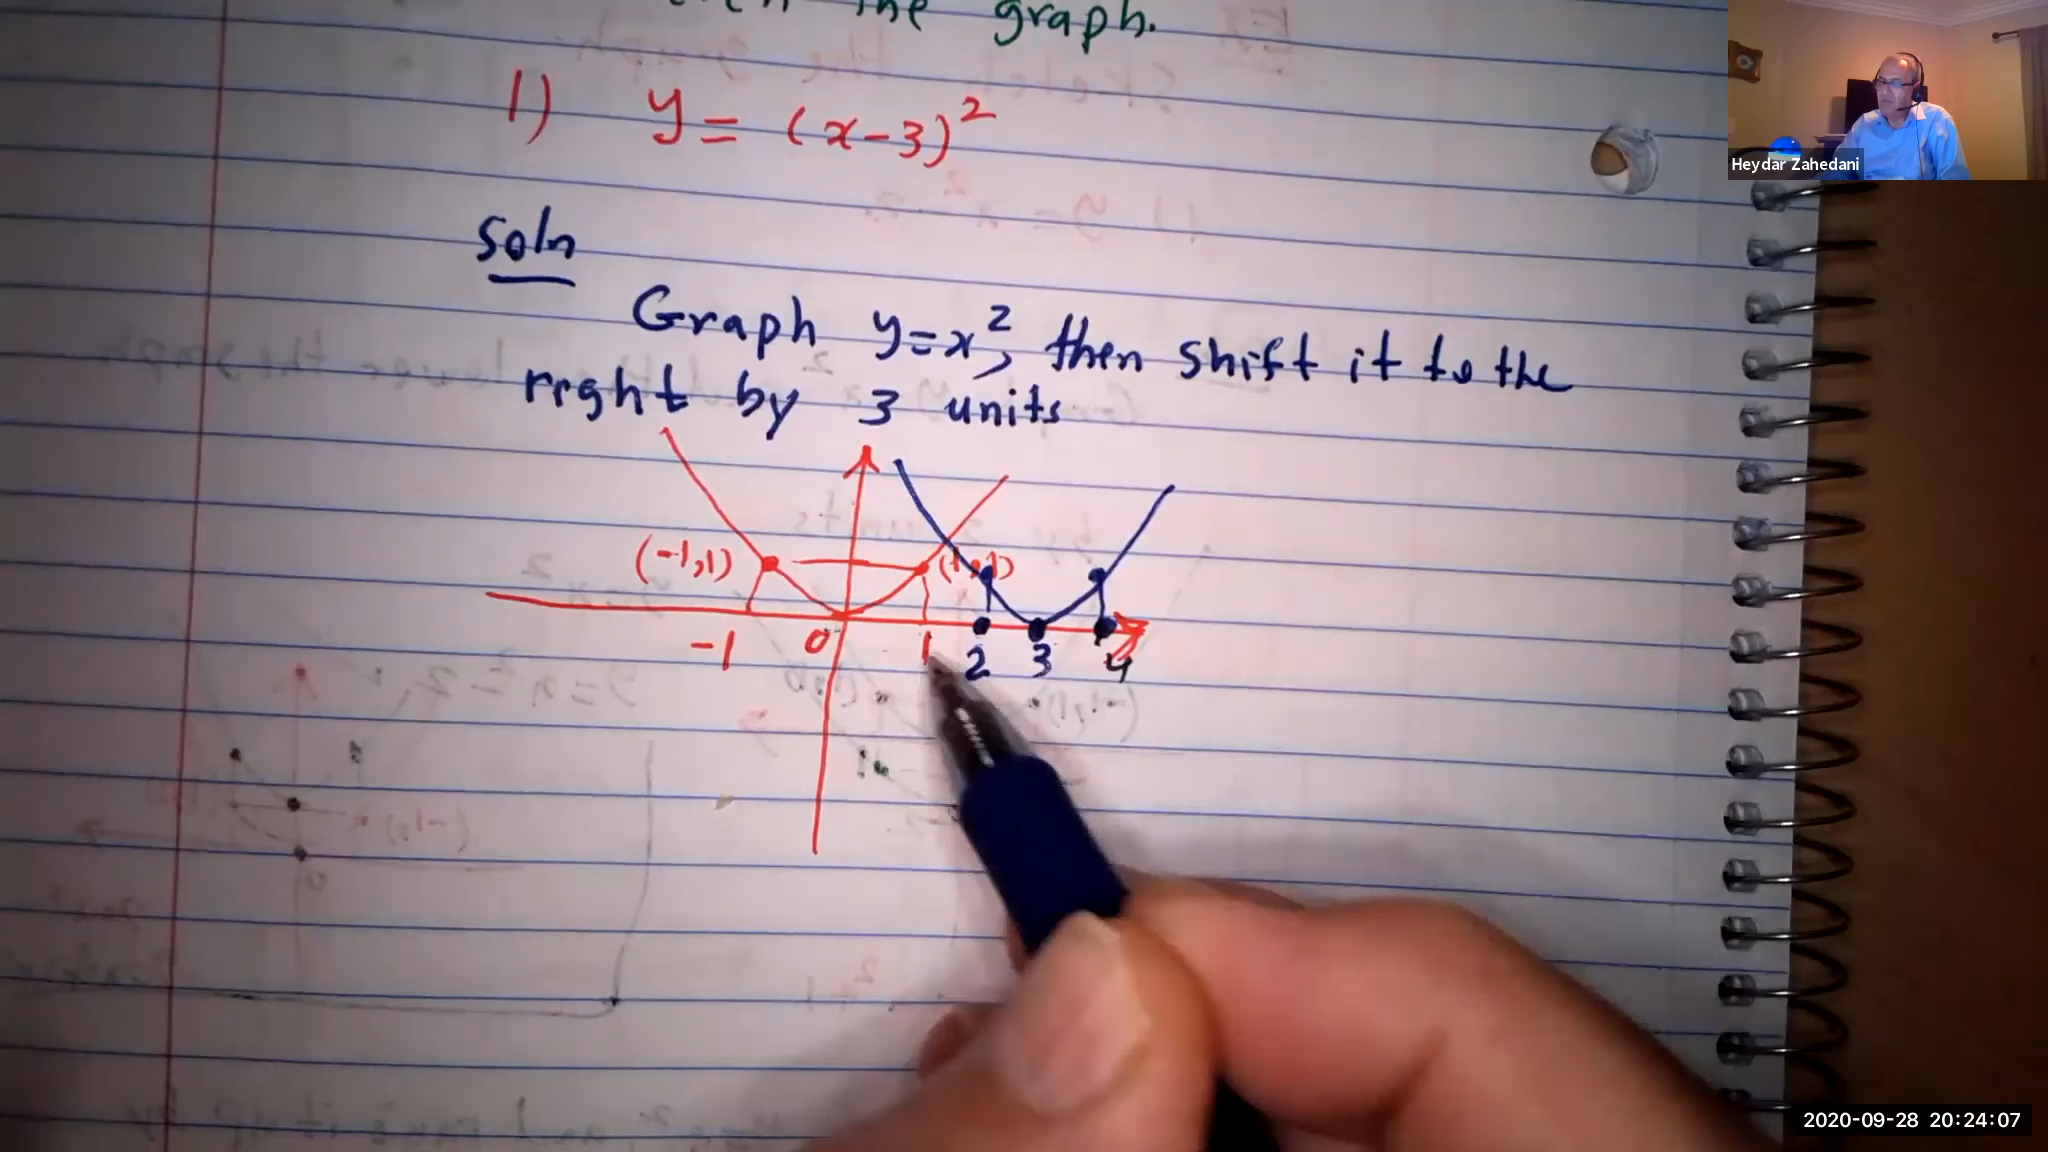 the graph.
Heydar Zahedani
1) y = (x-3)²
soln
Graph y=x², then shift it to the
right by 3 units
(-1,1) (1,1)
-1 0 1 2 3 4
2020-09-28 20:24:07